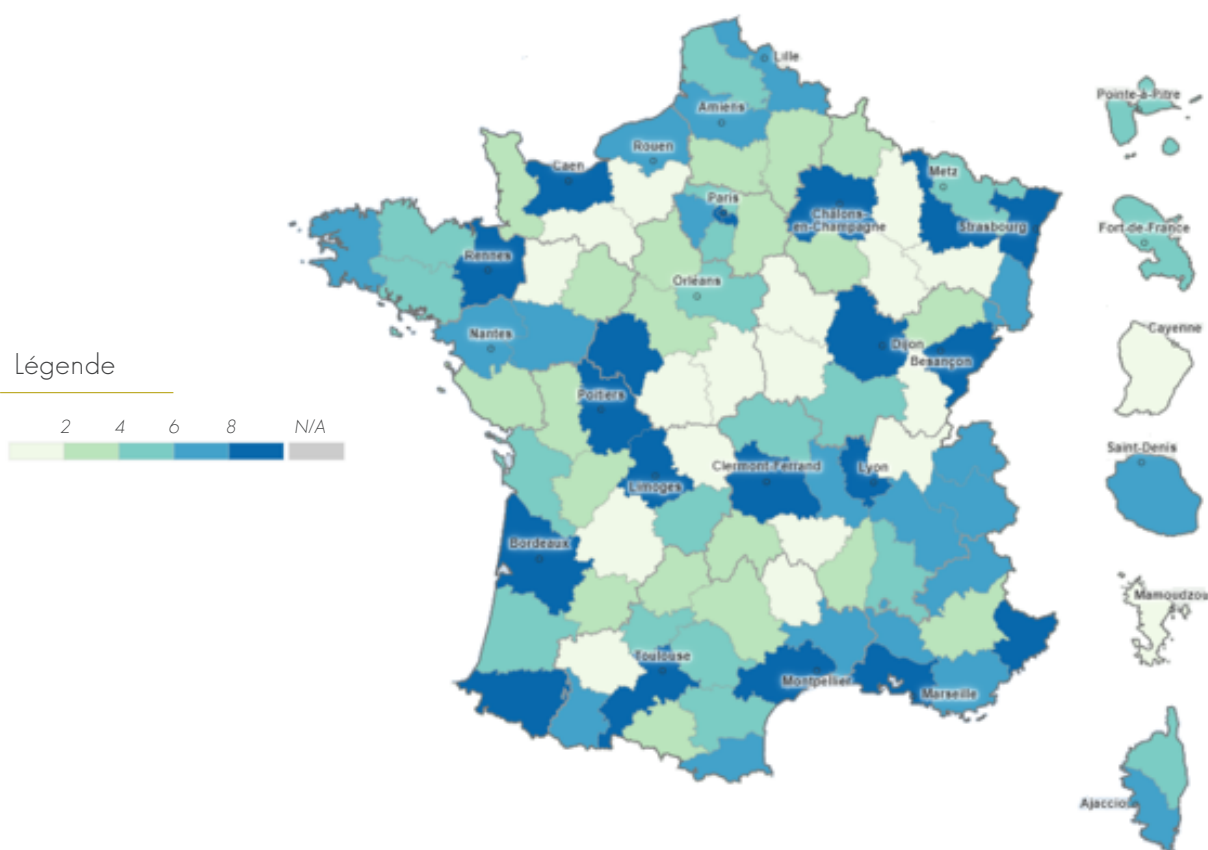 Lille
Amiens
Rouen
Caen
Metz
Paris
Châlons-
en-Champagne
Strasbourg
Rennes
Orléans
Nantes
Dijon
Besançon
Poitiers
Clermont-Ferrand
Lyon
Limoges
Bordeaux
Toulouse
Montpellier
Marseille
Légende
2 4 6 8 N/A
Pointe-à-Pitre
Fort-de-France
Cayenne
Saint-Denis
Mamoudzou
Ajaccio